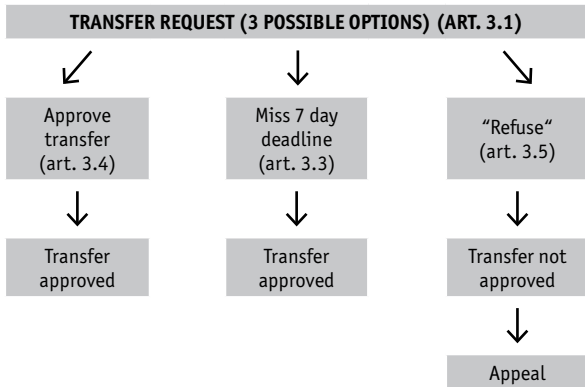 TRANSFER REQUEST (3 POSSIBLE OPTIONS) (ART. 3.1)
Approve
transfer
(art. 3.4)
Miss 7 day
deadline
(art. 3.3)
“Refuse“
(art. 3.5)
Transfer
approved
Transfer
approved
Transfer not
approved
Appeal